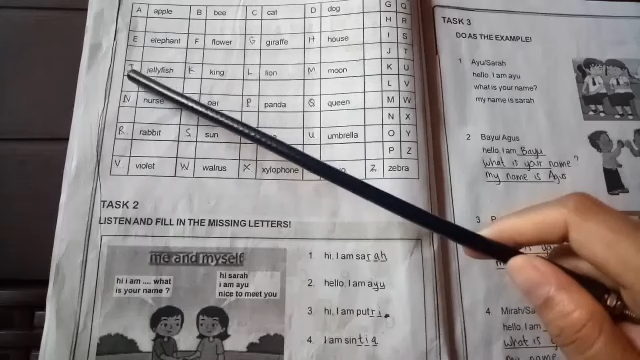 A apple B bee C cat D dog
E elephant F flower G giraffe H house
J jellyfish K king L lion M moon
N nurse P panda Q queen
R rabbit S sun U umbrella
V violet W walrus X xylophone Z zebra
G Q
H R
I S
J T
K U
L V
M W
N X
O Y
P Z
TASK 2
LISTEN AND FILL IN THE MISSING LETTERS!
me and myself
hi i am .... what
is your name ?
hi sarah
i am ayu
nice to meet you
1. hi, I am sarah
2. hello, I am ayu
3. hi, I am putri.
4. I am sintia
TASK 3
DO AS THE EXAMPLE!
1 Ayu/Sarah
hello I am ayu
what is your name?
my name is sarah
2 Bayu/Agus
hello, I am Bayu
what is your name ?
my name is Agus
3
4. Mirah/Sa
hello, I am
what is
my name